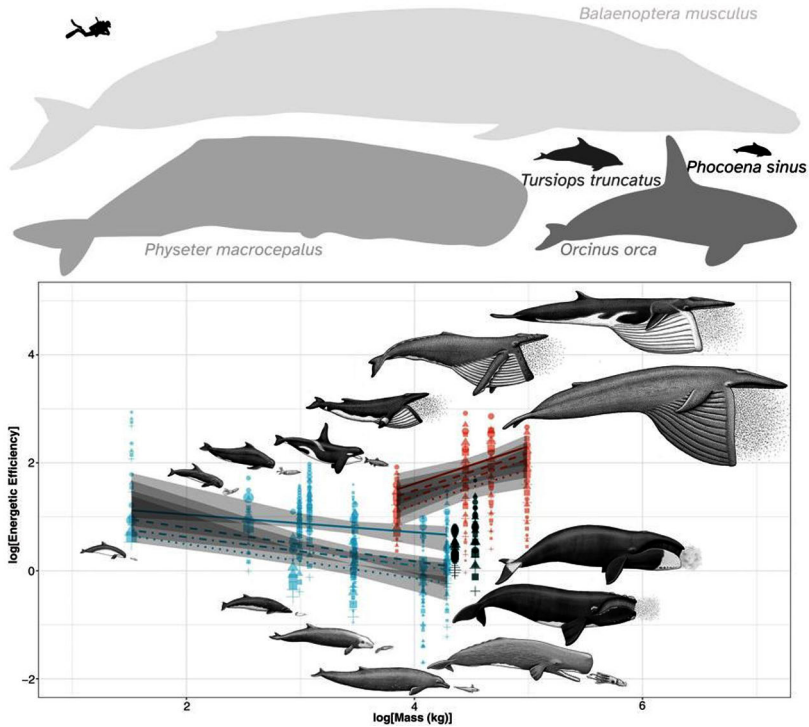 Balaenoptera musculus
Tursiops truncatus
Phocoena sinus
Physeter macrocepalus
Orcinus orca
log[Energetic Efficiency]
4
2
0
−2
2
4
6
log[Mass (kg)]